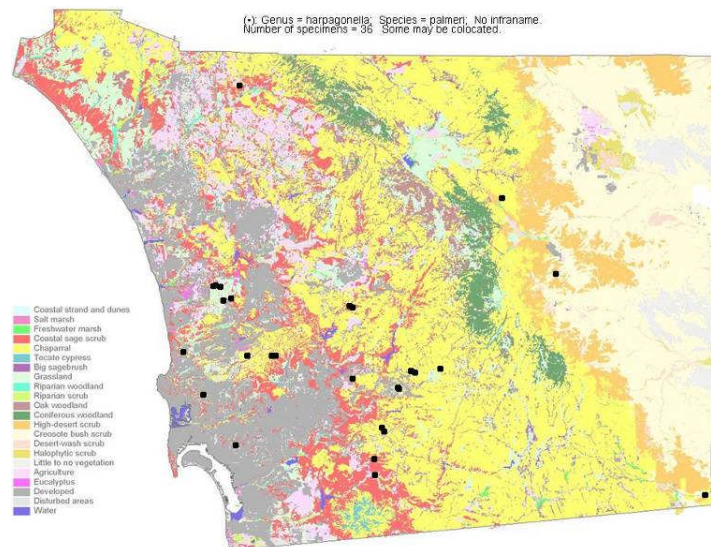 (•): Genus = harpagonella; Species = palmeri; No infraname.
Number of specimens = 36 Some may be colocated.
Coastal strand and dunes
Salt marsh
Freshwater marsh
Coastal sage scrub
Chaparral
Tecate cypress
Big sagebrush
Grassland
Riparian woodland
Riparian scrub
Oak woodland
Coniferous woodland
High-desert scrub
Creosote bush scrub
Desert-wash scrub
Halophytic scrub
Little to no vegetation
Agriculture
Eucalyptus
Developed
Disturbed areas
Water